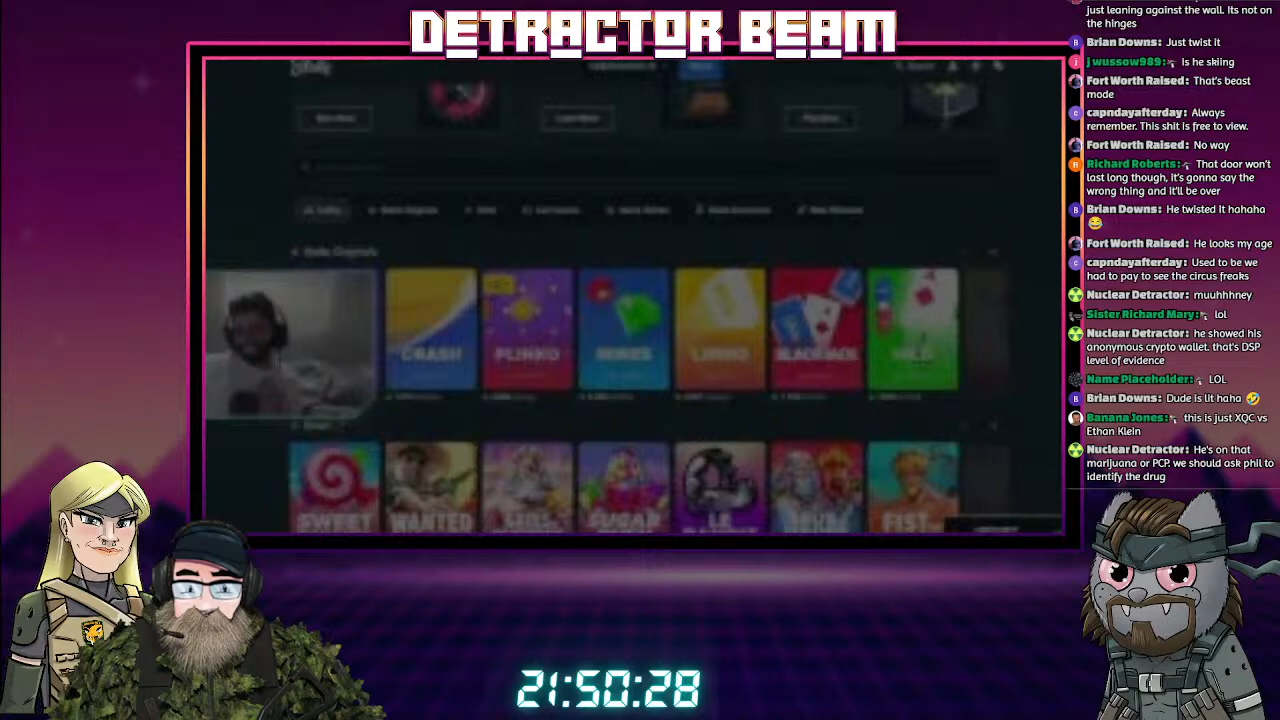 DETRACTOR BEAM
just leaning against the wall. Its not on
the hinges
Brian Downs: Just twist it
j wussow989: Is he skiing
Fort Worth Raised: That's beast
mode
capndayafterday: Always
remember. This shit is free to view.
Fort Worth Raised: No way
Richard Roberts: That door won't
last long though, It's gonna say the
wrong thing and it'll be over
Brian Downs: He twisted It hahaha
😂
Fort Worth Raised: He looks my age
capndayafterday: Used to be we
had to pay to see the circus freaks
Nuclear Detractor: muuhhhney
Sister Richard Mary: lol
Nuclear Detractor: he showed his
anonymous crypto wallet. that's DSP
level of evidence
Name Placeholder: LOL
Brian Downs: Dude is lit haha 🤣
Banana Jones: this is just XQC vs
Ethan Klein
Nuclear Detractor: He's on that
marijuana or PCP. we should ask phil to
identify the drug
CRASH
PLINKO
MINES
BLACKJACK
SWEET
WANTED
SUGAR
LE
FIST
21:50:28